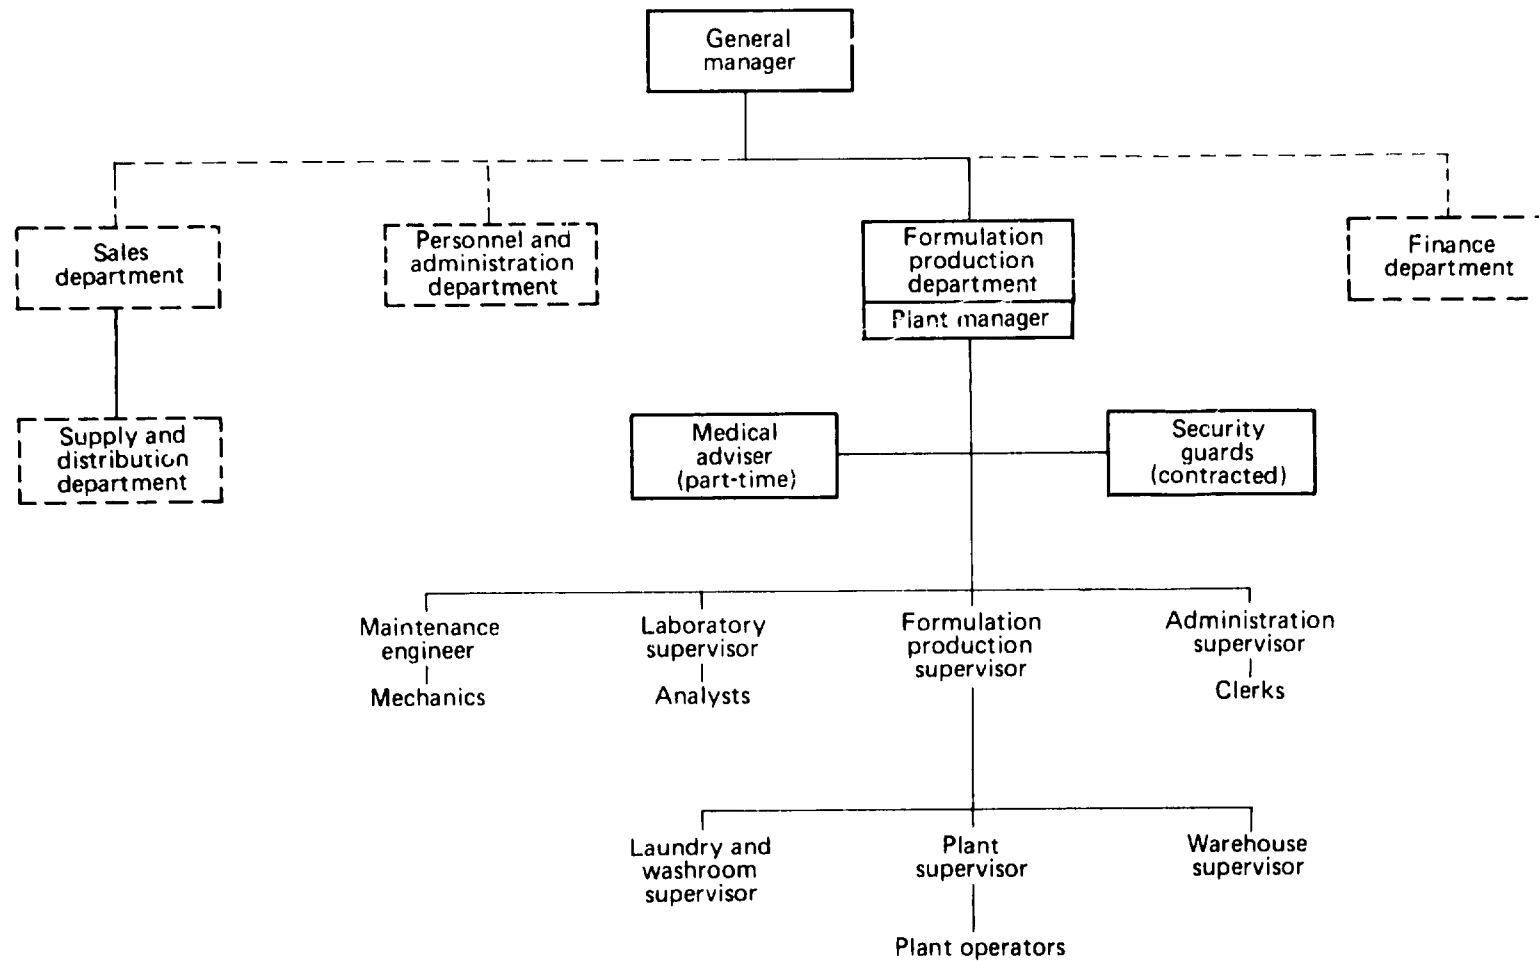 General
manager
Sales
department
Personnel and
administration
department
Formulation
production
department
Plant manager
Finance
department
Supply and
distribution
department
Medical
adviser
(part-time)
Security
guards
(contracted)
Maintenance
engineer
Mechanics
Laboratory
supervisor
Analysts
Formulation
production
supervisor
Administration
supervisor
Clerks
Laundry and
washroom
supervisor
Plant
supervisor
Warehouse
supervisor
Plant operators